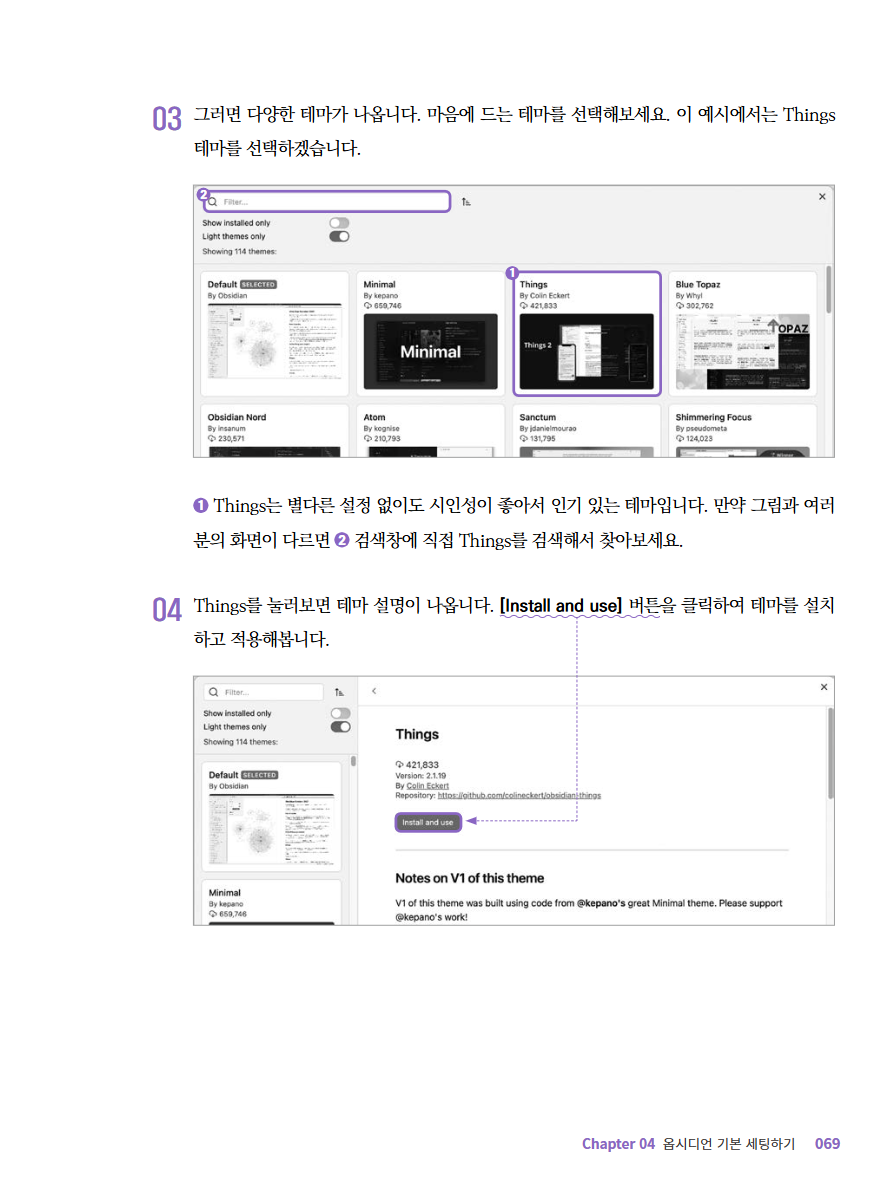 03 그러면 다양한 테마가 나옵니다. 마음에 드는 테마를 선택해보세요. 이 예시에서는 Things
테마를 선택하겠습니다.
2 Filter...
Show installed only
Light themes only
Showing 114 themes:
Default SELECTED
By Obsidian
Minimal
By kepano
659,746
Minimal
1
Things
By Colin Eckert
421,833
Things 2
Blue Topaz
By Whyl
302,762
TOPAZ
Obsidian Nord
By insanum
230,571
Atom
By kognise
210,793
Sanctum
By jdanielmourao
131,795
Shimmering Focus
By pseudometa
124,023
1 Things는 별다른 설정 없이도 시인성이 좋아서 인기 있는 테마입니다. 만약 그림과 여러
분의 화면이 다르면 2 검색창에 직접 Things를 검색해서 찾아보세요.
04 Things를 눌러보면 테마 설명이 나옵니다. [Install and use] 버튼을 클릭하여 테마를 설치
하고 적용해봅니다.
Filter...
Show installed only
Light themes only
Showing 114 themes:
Default SELECTED
By Obsidian
Minimal
By kepano
659,746
Things
421,833
Version: 2.1.19
By Colin Eckert
Repository: https://github.com/colineckert/obsidian-things
Install and use
Notes on V1 of this theme
V1 of this theme was built using code from @kepano's great Minimal theme. Please support
@kepano's work!
Chapter 04 옵시디언 기본 세팅하기 069